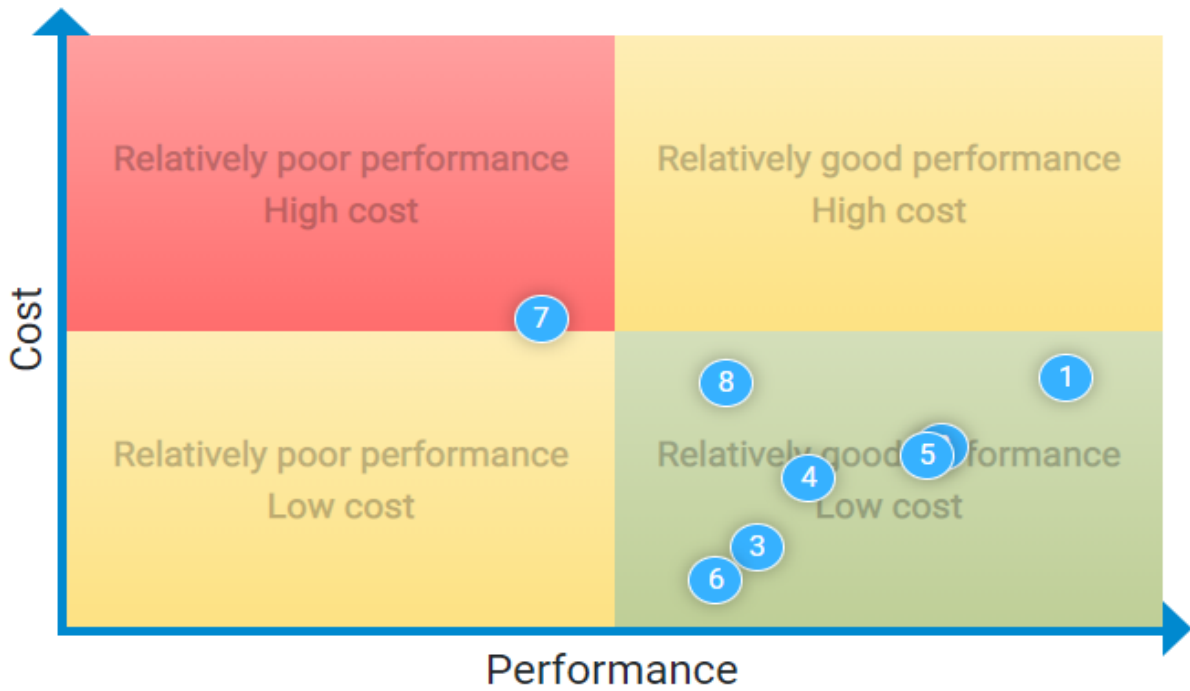 Relatively poor performance
High cost
Relatively good performance
High cost
7
Cost
8
1
Relatively poor performance
Low cost
Relatively good formance
5
4
Low cost
3
6
Performance